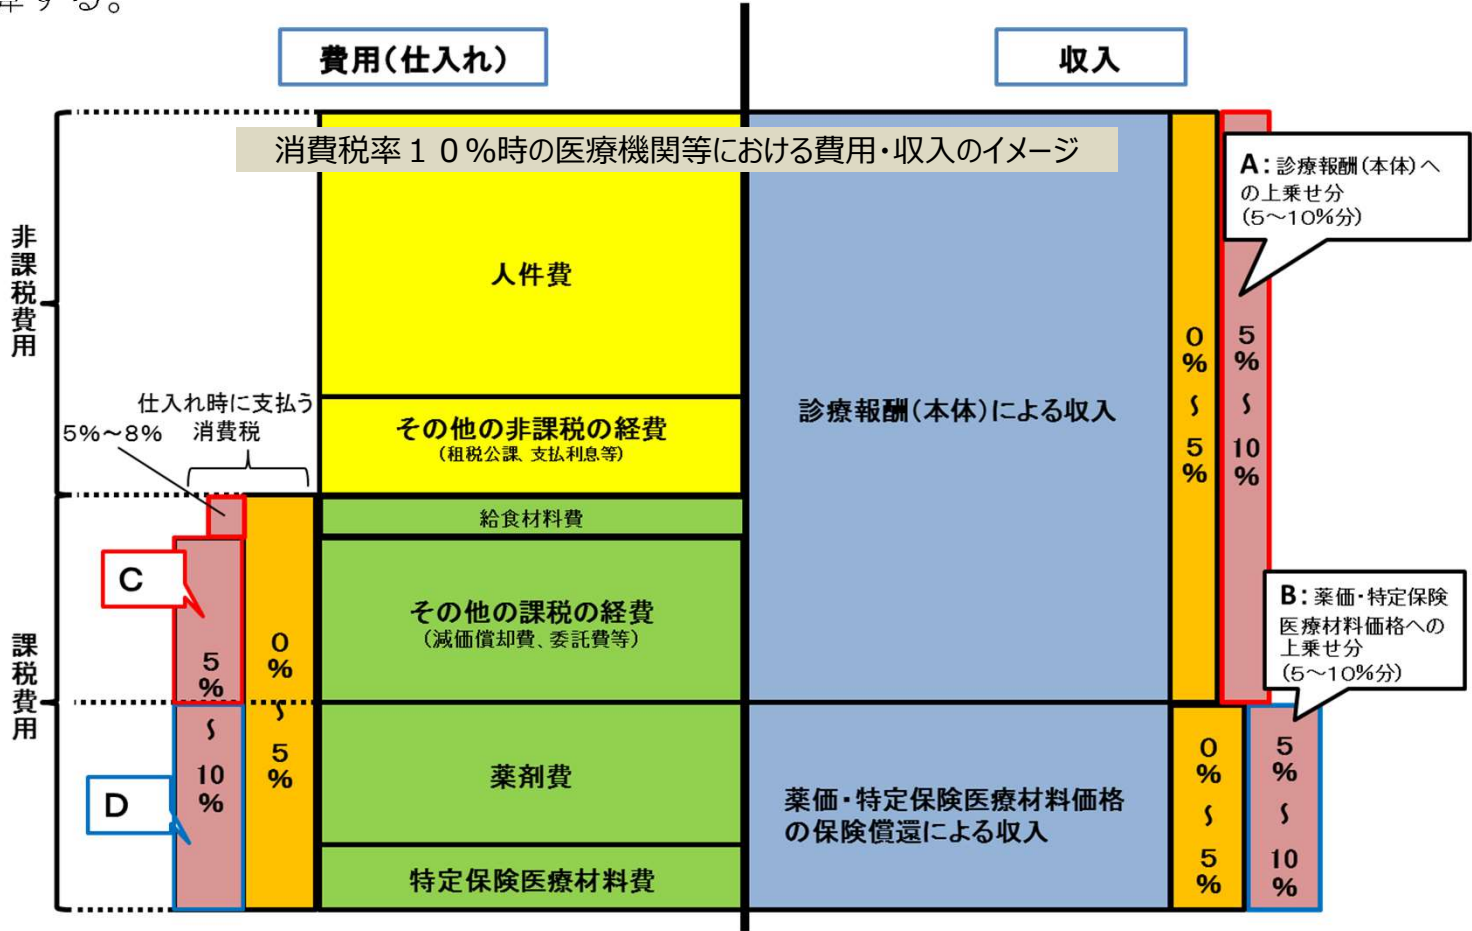 算する。
費用（仕入れ）
収入
消費税率１０％時の医療機関等における費用・収入のイメージ
非課税費用
課税費用
仕入れ時に支払う
消費税
5%～8%
C
D
5%～10%
0%～5%
人件費
その他の非課税の経費
（租税公課、支払利息等）
給食材料費
その他の課税の経費
（減価償却費、委託費等）
薬剤費
特定保険医療材料費
診療報酬（本体）による収入
薬価・特定保険医療材料価格
の保険償還による収入
0%～5%
5%～10%
A：診療報酬（本体）へ
の上乗せ分
（5～10%分）
B：薬価・特定保険
医療材料価格への
上乗せ分
（5～10%分）
0%～5%
5%～10%